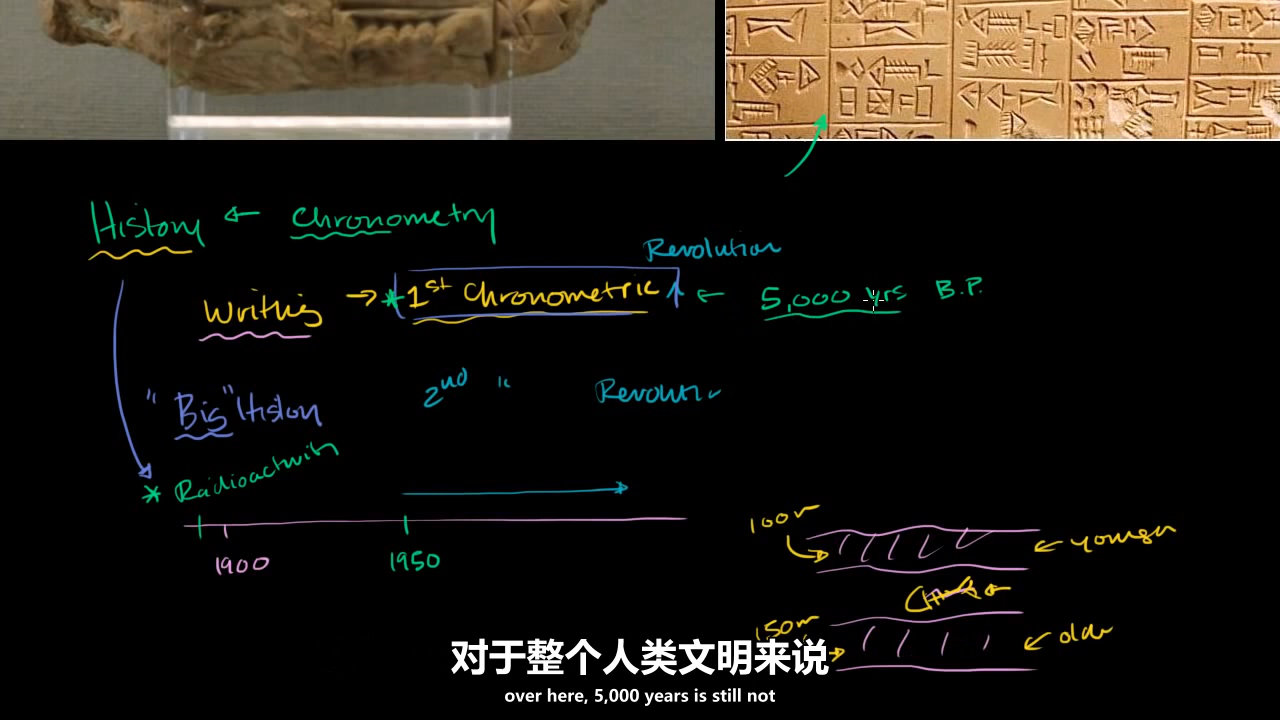 History ← Chronometry
Revolution
Writing → * 1st Chronometric ← 5,000 yrs B.P.
2nd " Revolution
"Big" History
* Radioactivity
100m
← younger
1900
1950
150m
← older
对于整个人类文明来说
over here, 5,000 years is still not